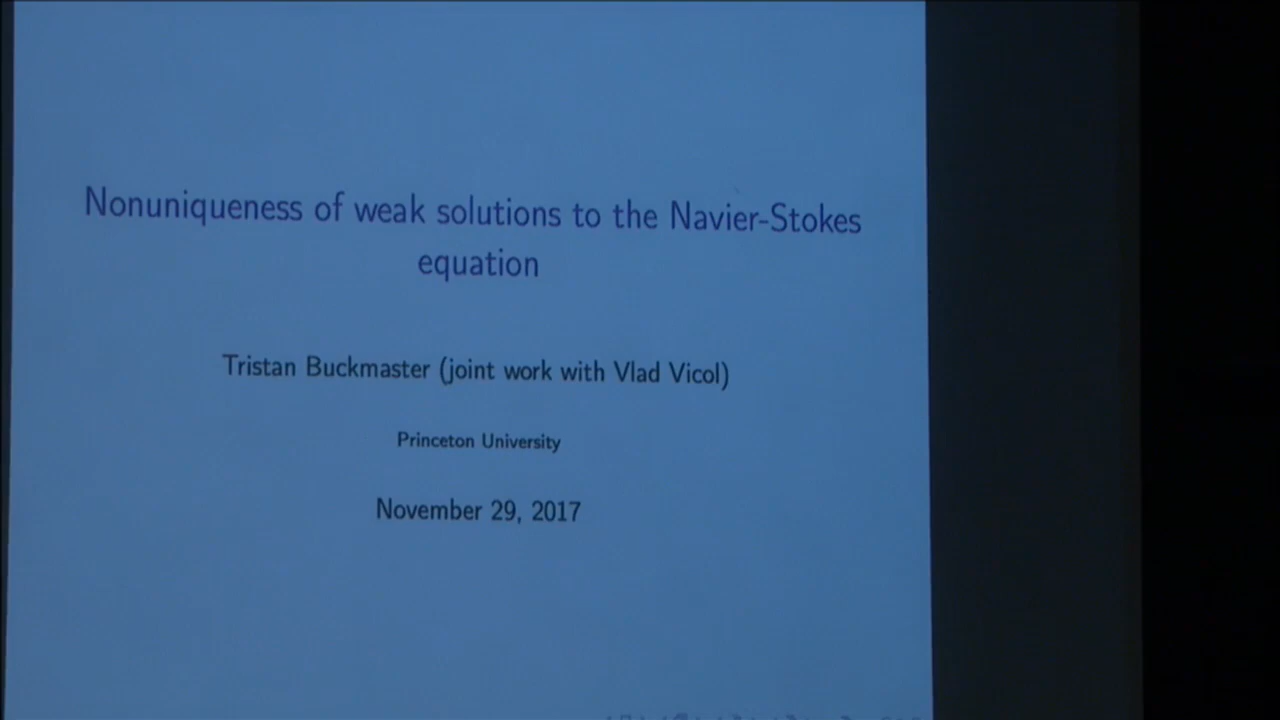 Nonuniqueness of weak solutions to the Navier-Stokes
equation
Tristan Buckmaster (joint work with Vlad Vicol)
Princeton University
November 29, 2017